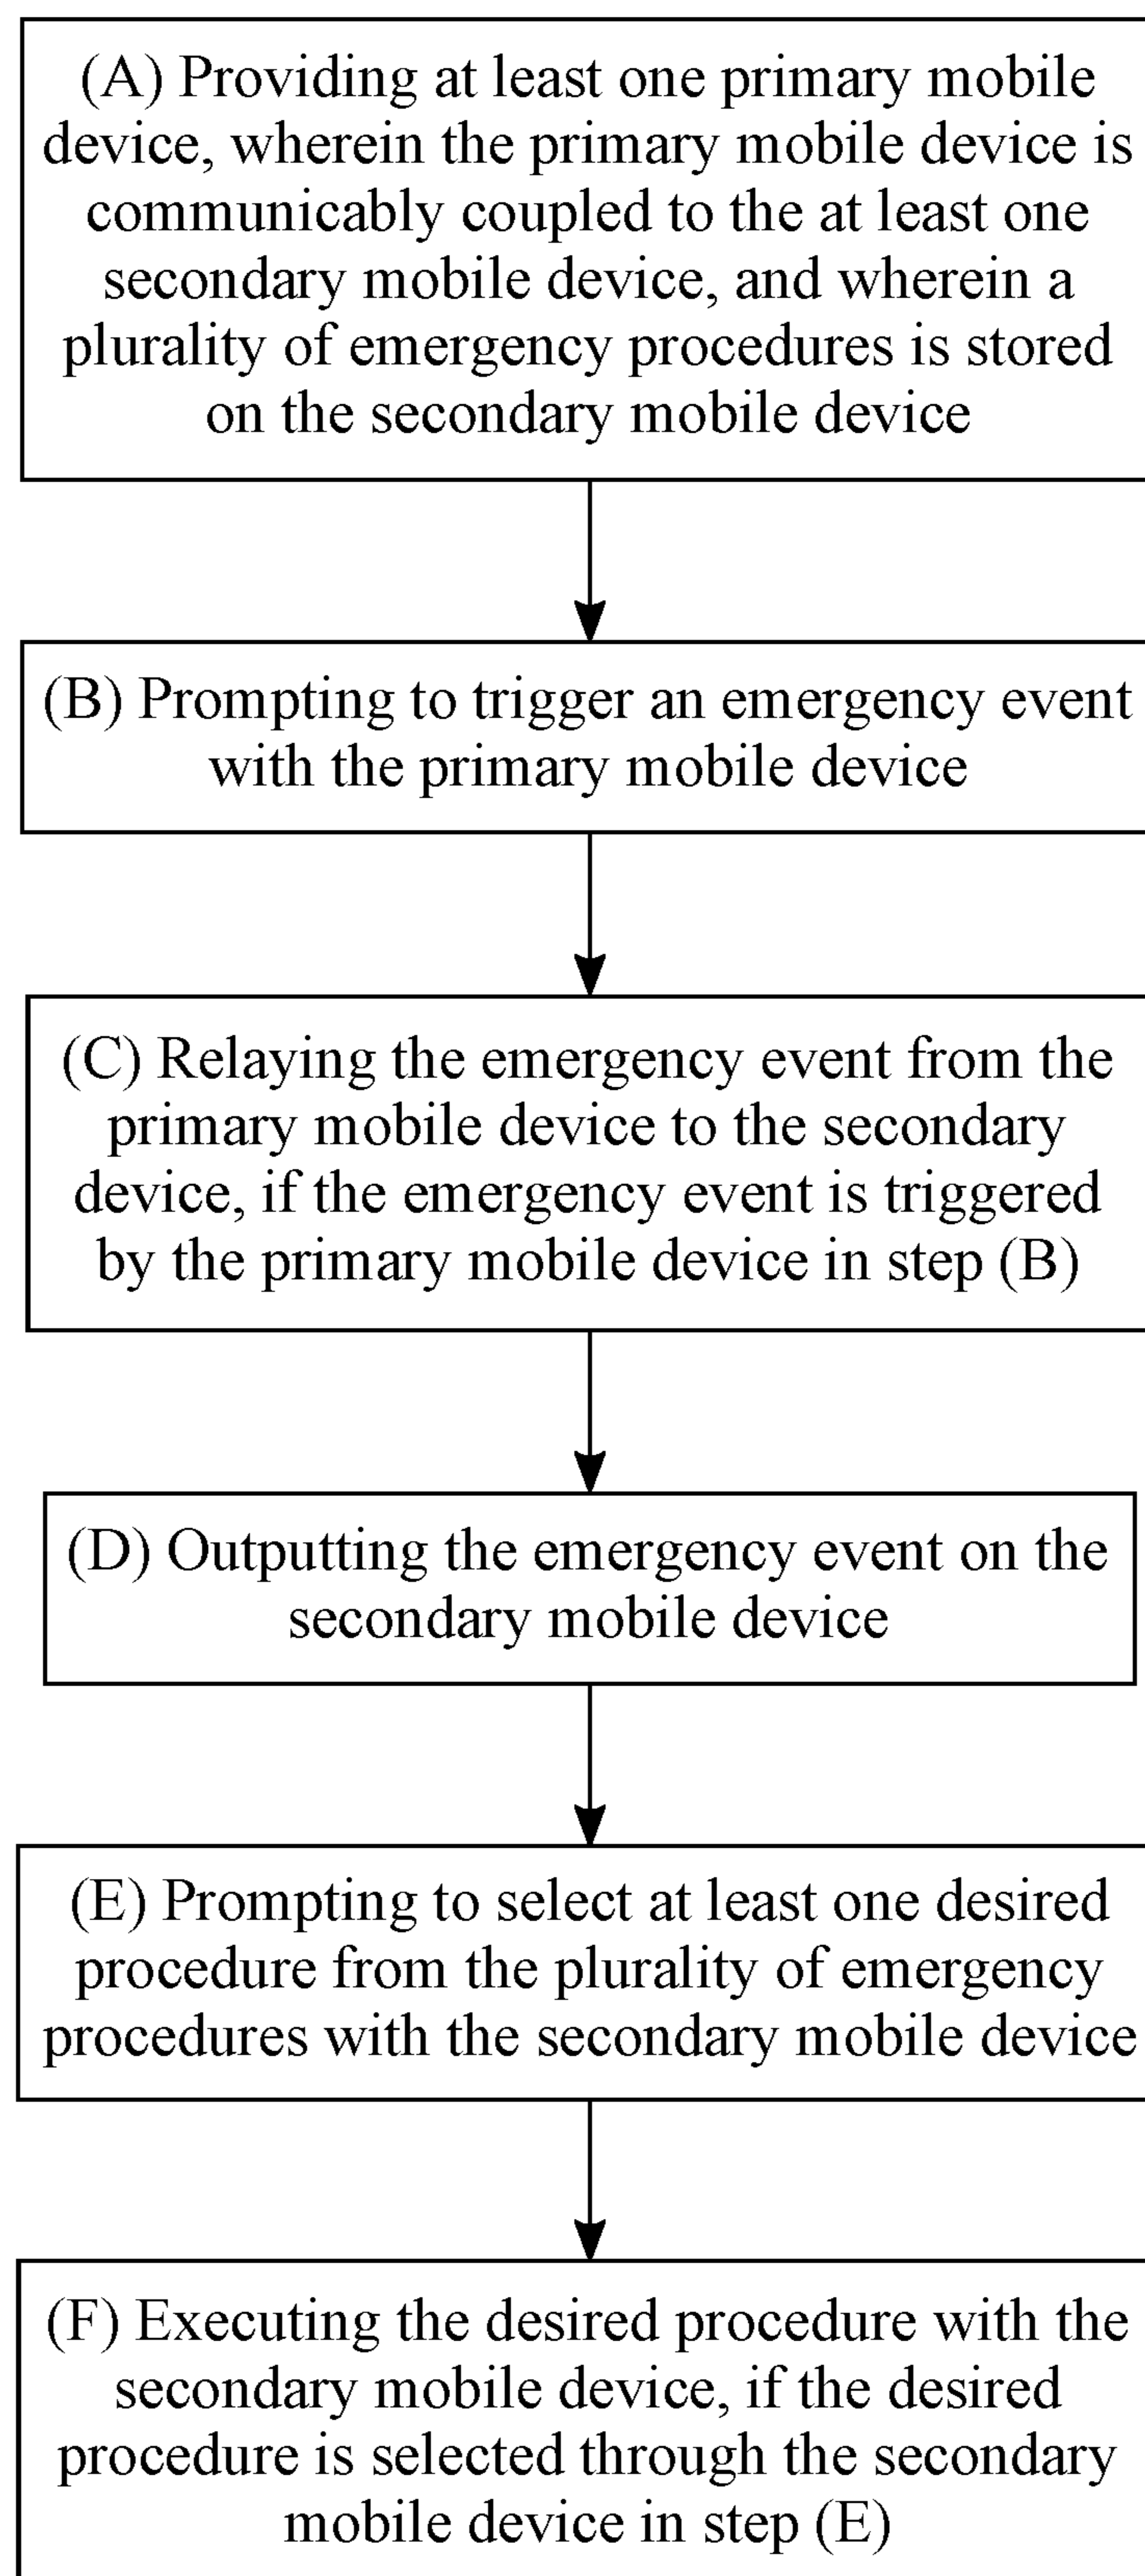 (A) Providing at least one primary mobile
device, wherein the primary mobile device is
communicably coupled to the at least one
secondary mobile device, and wherein a
plurality of emergency procedures is stored
on the secondary mobile device
(B) Prompting to trigger an emergency event
with the primary mobile device
(C) Relaying the emergency event from the
primary mobile device to the secondary
device, if the emergency event is triggered
by the primary mobile device in step (B)
(D) Outputting the emergency event on the
secondary mobile device
(E) Prompting to select at least one desired
procedure from the plurality of emergency
procedures with the secondary mobile device
(F) Executing the desired procedure with the
secondary mobile device, if the desired
procedure is selected through the secondary
mobile device in step (E)